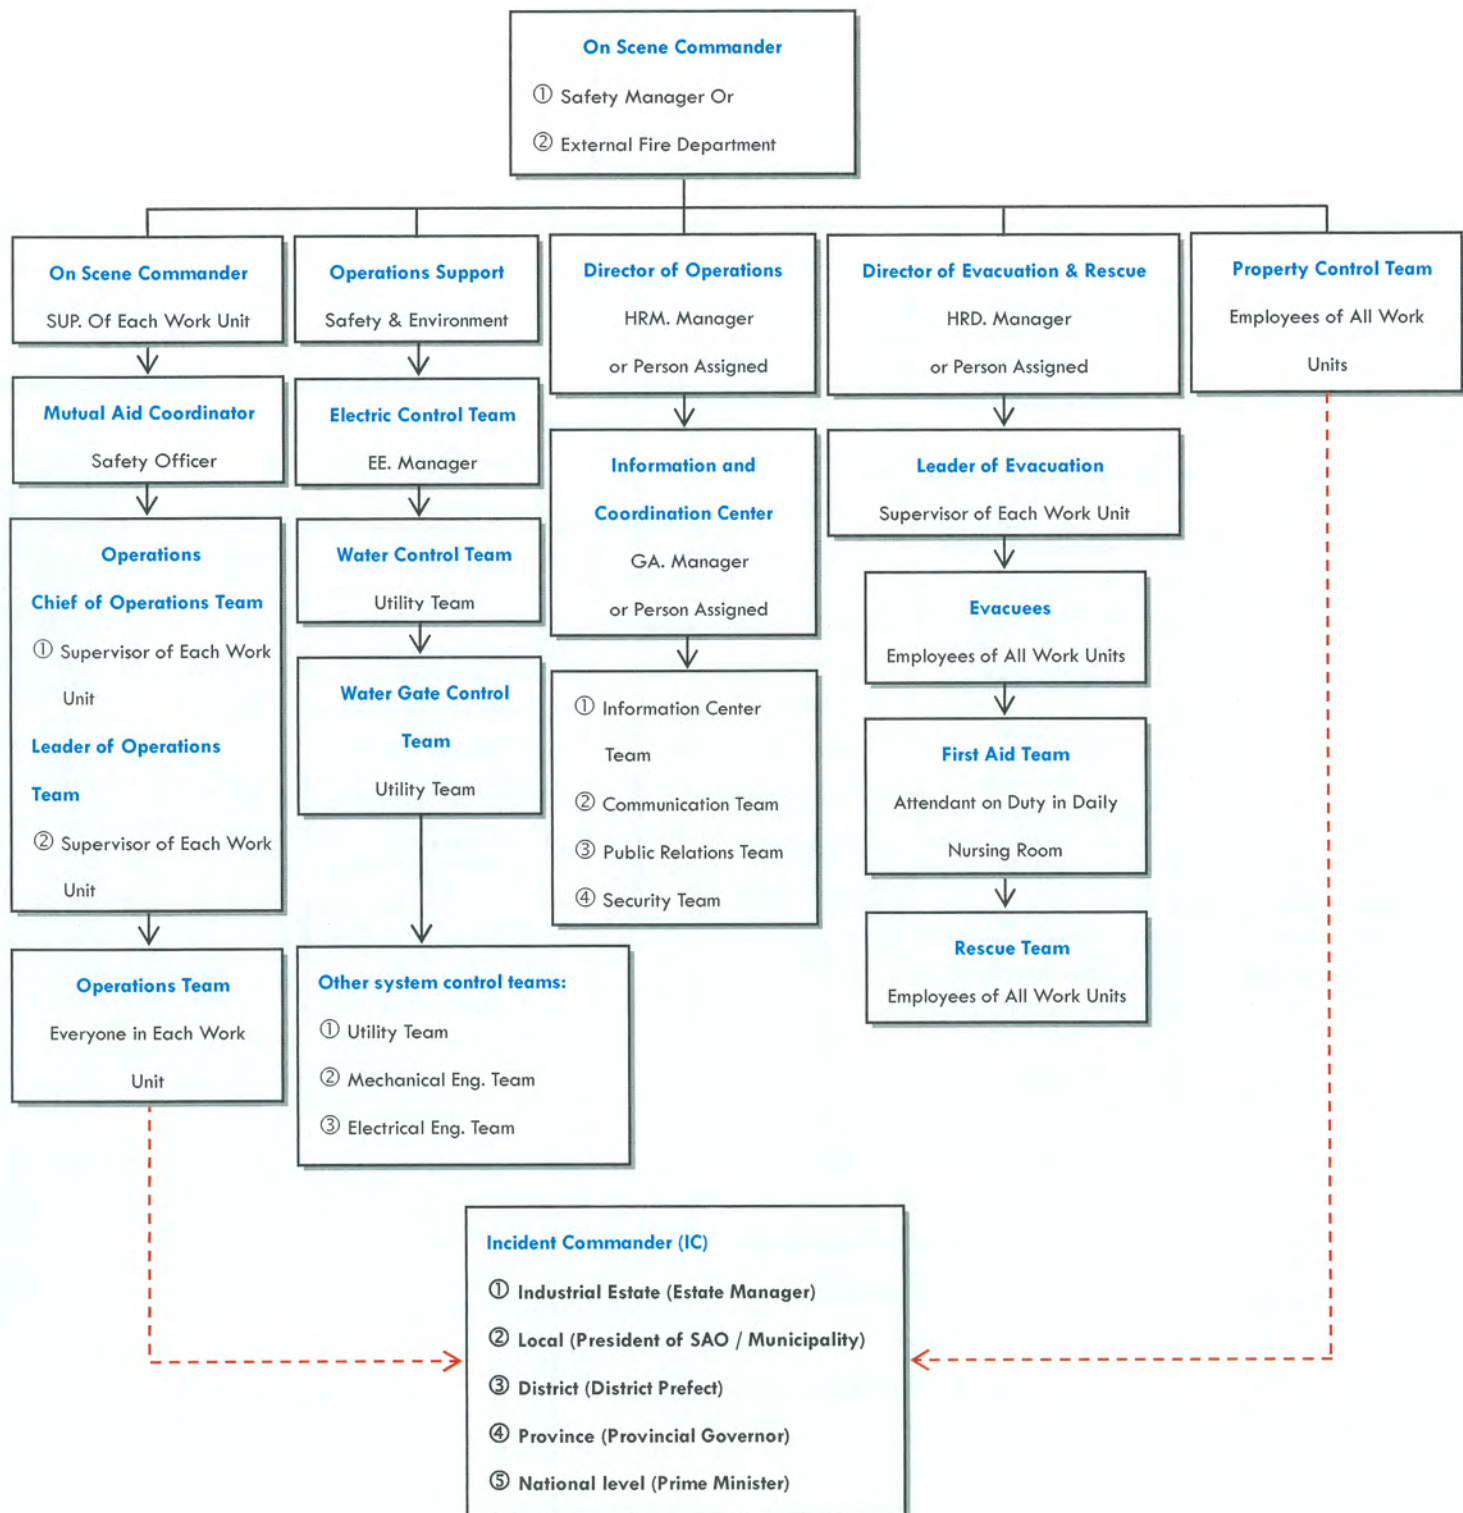 On Scene Commander
① Safety Manager Or
② External Fire Department
On Scene Commander
SUP. Of Each Work Unit
Mutual Aid Coordinator
Safety Officer
Operations
Chief of Operations Team
① Supervisor of Each Work
Unit
Leader of Operations
Team
② Supervisor of Each Work
Unit
Operations Team
Everyone in Each Work
Unit
Operations Support
Safety & Environment
Electric Control Team
EE. Manager
Water Control Team
Utility Team
Water Gate Control
Team
Utility Team
Other system control teams:
① Utility Team
② Mechanical Eng. Team
③ Electrical Eng. Team
Director of Operations
HRM. Manager
or Person Assigned
Information and
Coordination Center
GA. Manager
or Person Assigned
① Information Center
Team
② Communication Team
③ Public Relations Team
④ Security Team
Director of Evacuation & Rescue
HRD. Manager
or Person Assigned
Leader of Evacuation
Supervisor of Each Work Unit
Evacuees
Employees of All Work Units
First Aid Team
Attendant on Duty in Daily
Nursing Room
Rescue Team
Employees of All Work Units
Property Control Team
Employees of All Work
Units
Incident Commander (IC)
① Industrial Estate (Estate Manager)
② Local (President of SAO / Municipality)
③ District (District Prefect)
④ Province (Provincial Governor)
⑤ National level (Prime Minister)